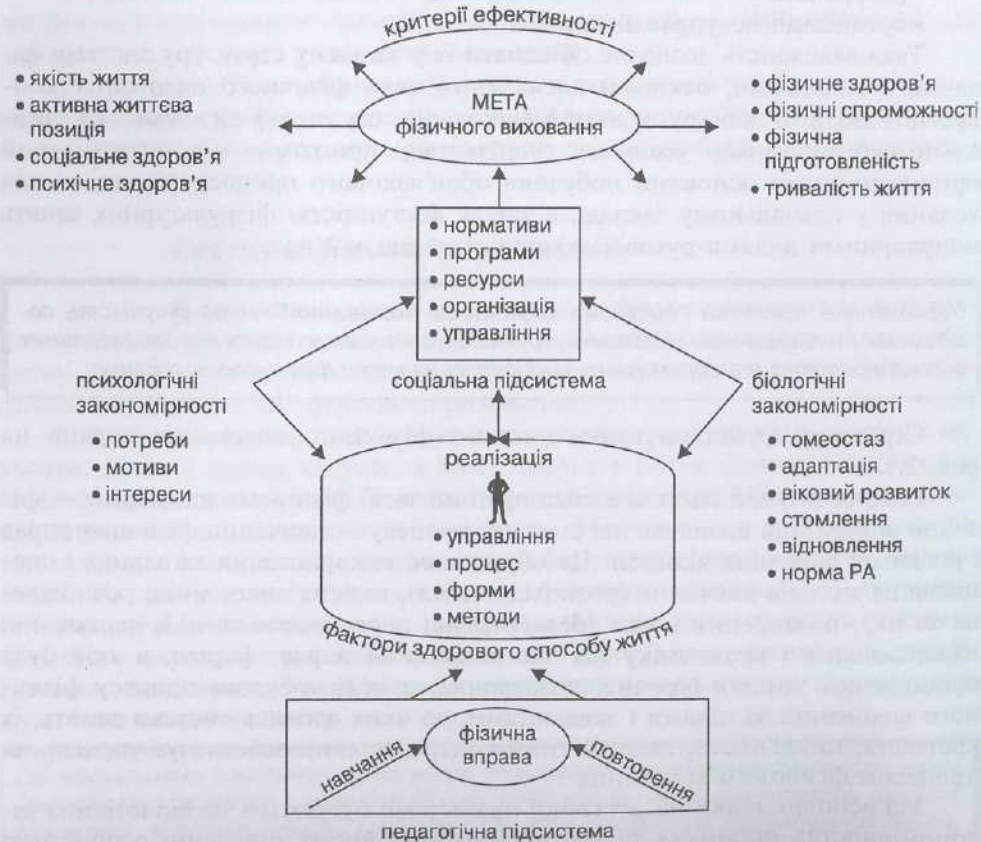 критерії ефективності
• якість життя
• активна життєва
позиція
• соціальне здоров’я
• психічне здоров’я
МЕТА
фізичного виховання
• фізичне здоров’я
• фізичні спроможності
• фізична
підготовленість
• тривалість життя
• нормативи
• програми
• ресурси
• організація
• управління
соціальна підсистема
психологічні
закономірності
• потреби
• мотиви
• інтереси
біологічні
закономірності
• гомеостаз
• адаптація
• віковий розвиток
• стомлення
• відновлення
• норма РА
реалізація
• управління
• процес
• форми
• методи
фактори здорового способу життя
навчання
фізична
вправа
повторення
педагогічна підсистема